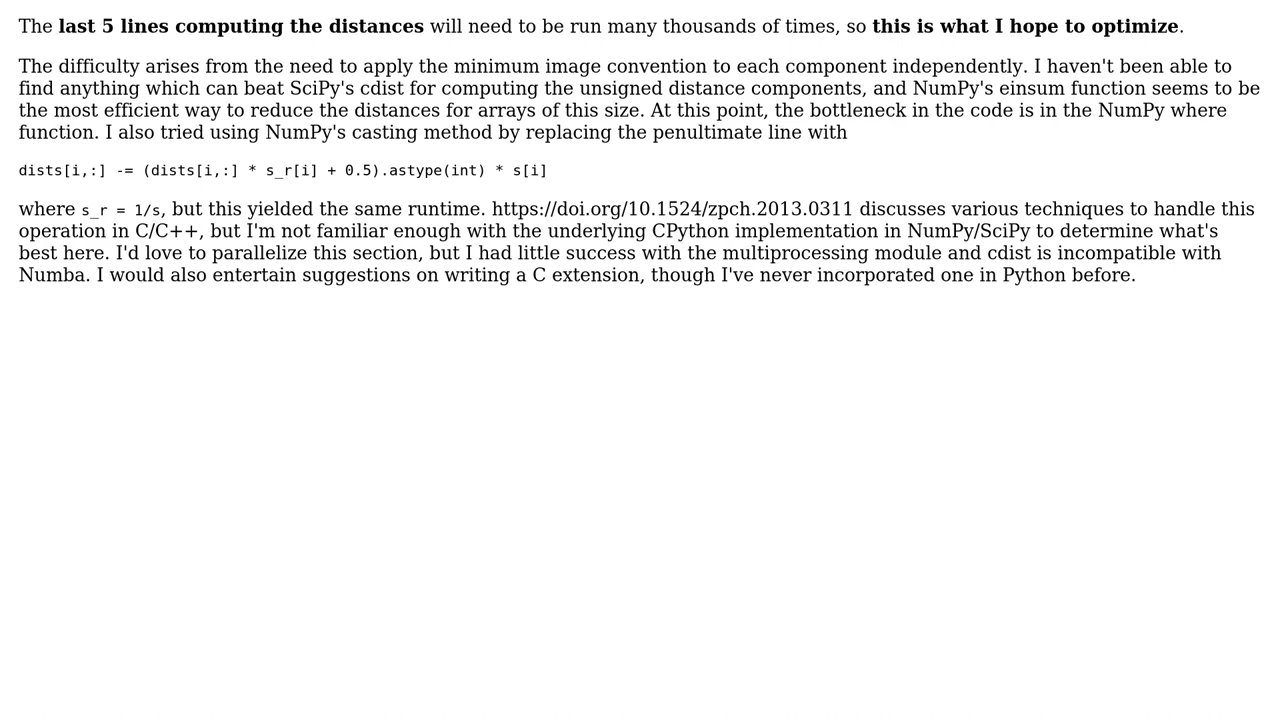 The last 5 lines computing the distances will need to be run many thousands of times, so this is what I hope to optimize.
The difficulty arises from the need to apply the minimum image convention to each component independently. I haven't been able to
find anything which can beat SciPy's cdist for computing the unsigned distance components, and NumPy's einsum function seems to be
the most efficient way to reduce the distances for arrays of this size. At this point, the bottleneck in the code is in the NumPy where
function. I also tried using NumPy's casting method by replacing the penultimate line with
dists[i,:] -= (dists[i,:] * s_r[i] + 0.5).astype(int) * s[i]
where s_r = 1/s, but this yielded the same runtime. https://doi.org/10.1524/zpch.2013.0311 discusses various techniques to handle this
operation in C/C++, but I'm not familiar enough with the underlying CPython implementation in NumPy/SciPy to determine what's
best here. I'd love to parallelize this section, but I had little success with the multiprocessing module and cdist is incompatible with
Numba. I would also entertain suggestions on writing a C extension, though I've never incorporated one in Python before.